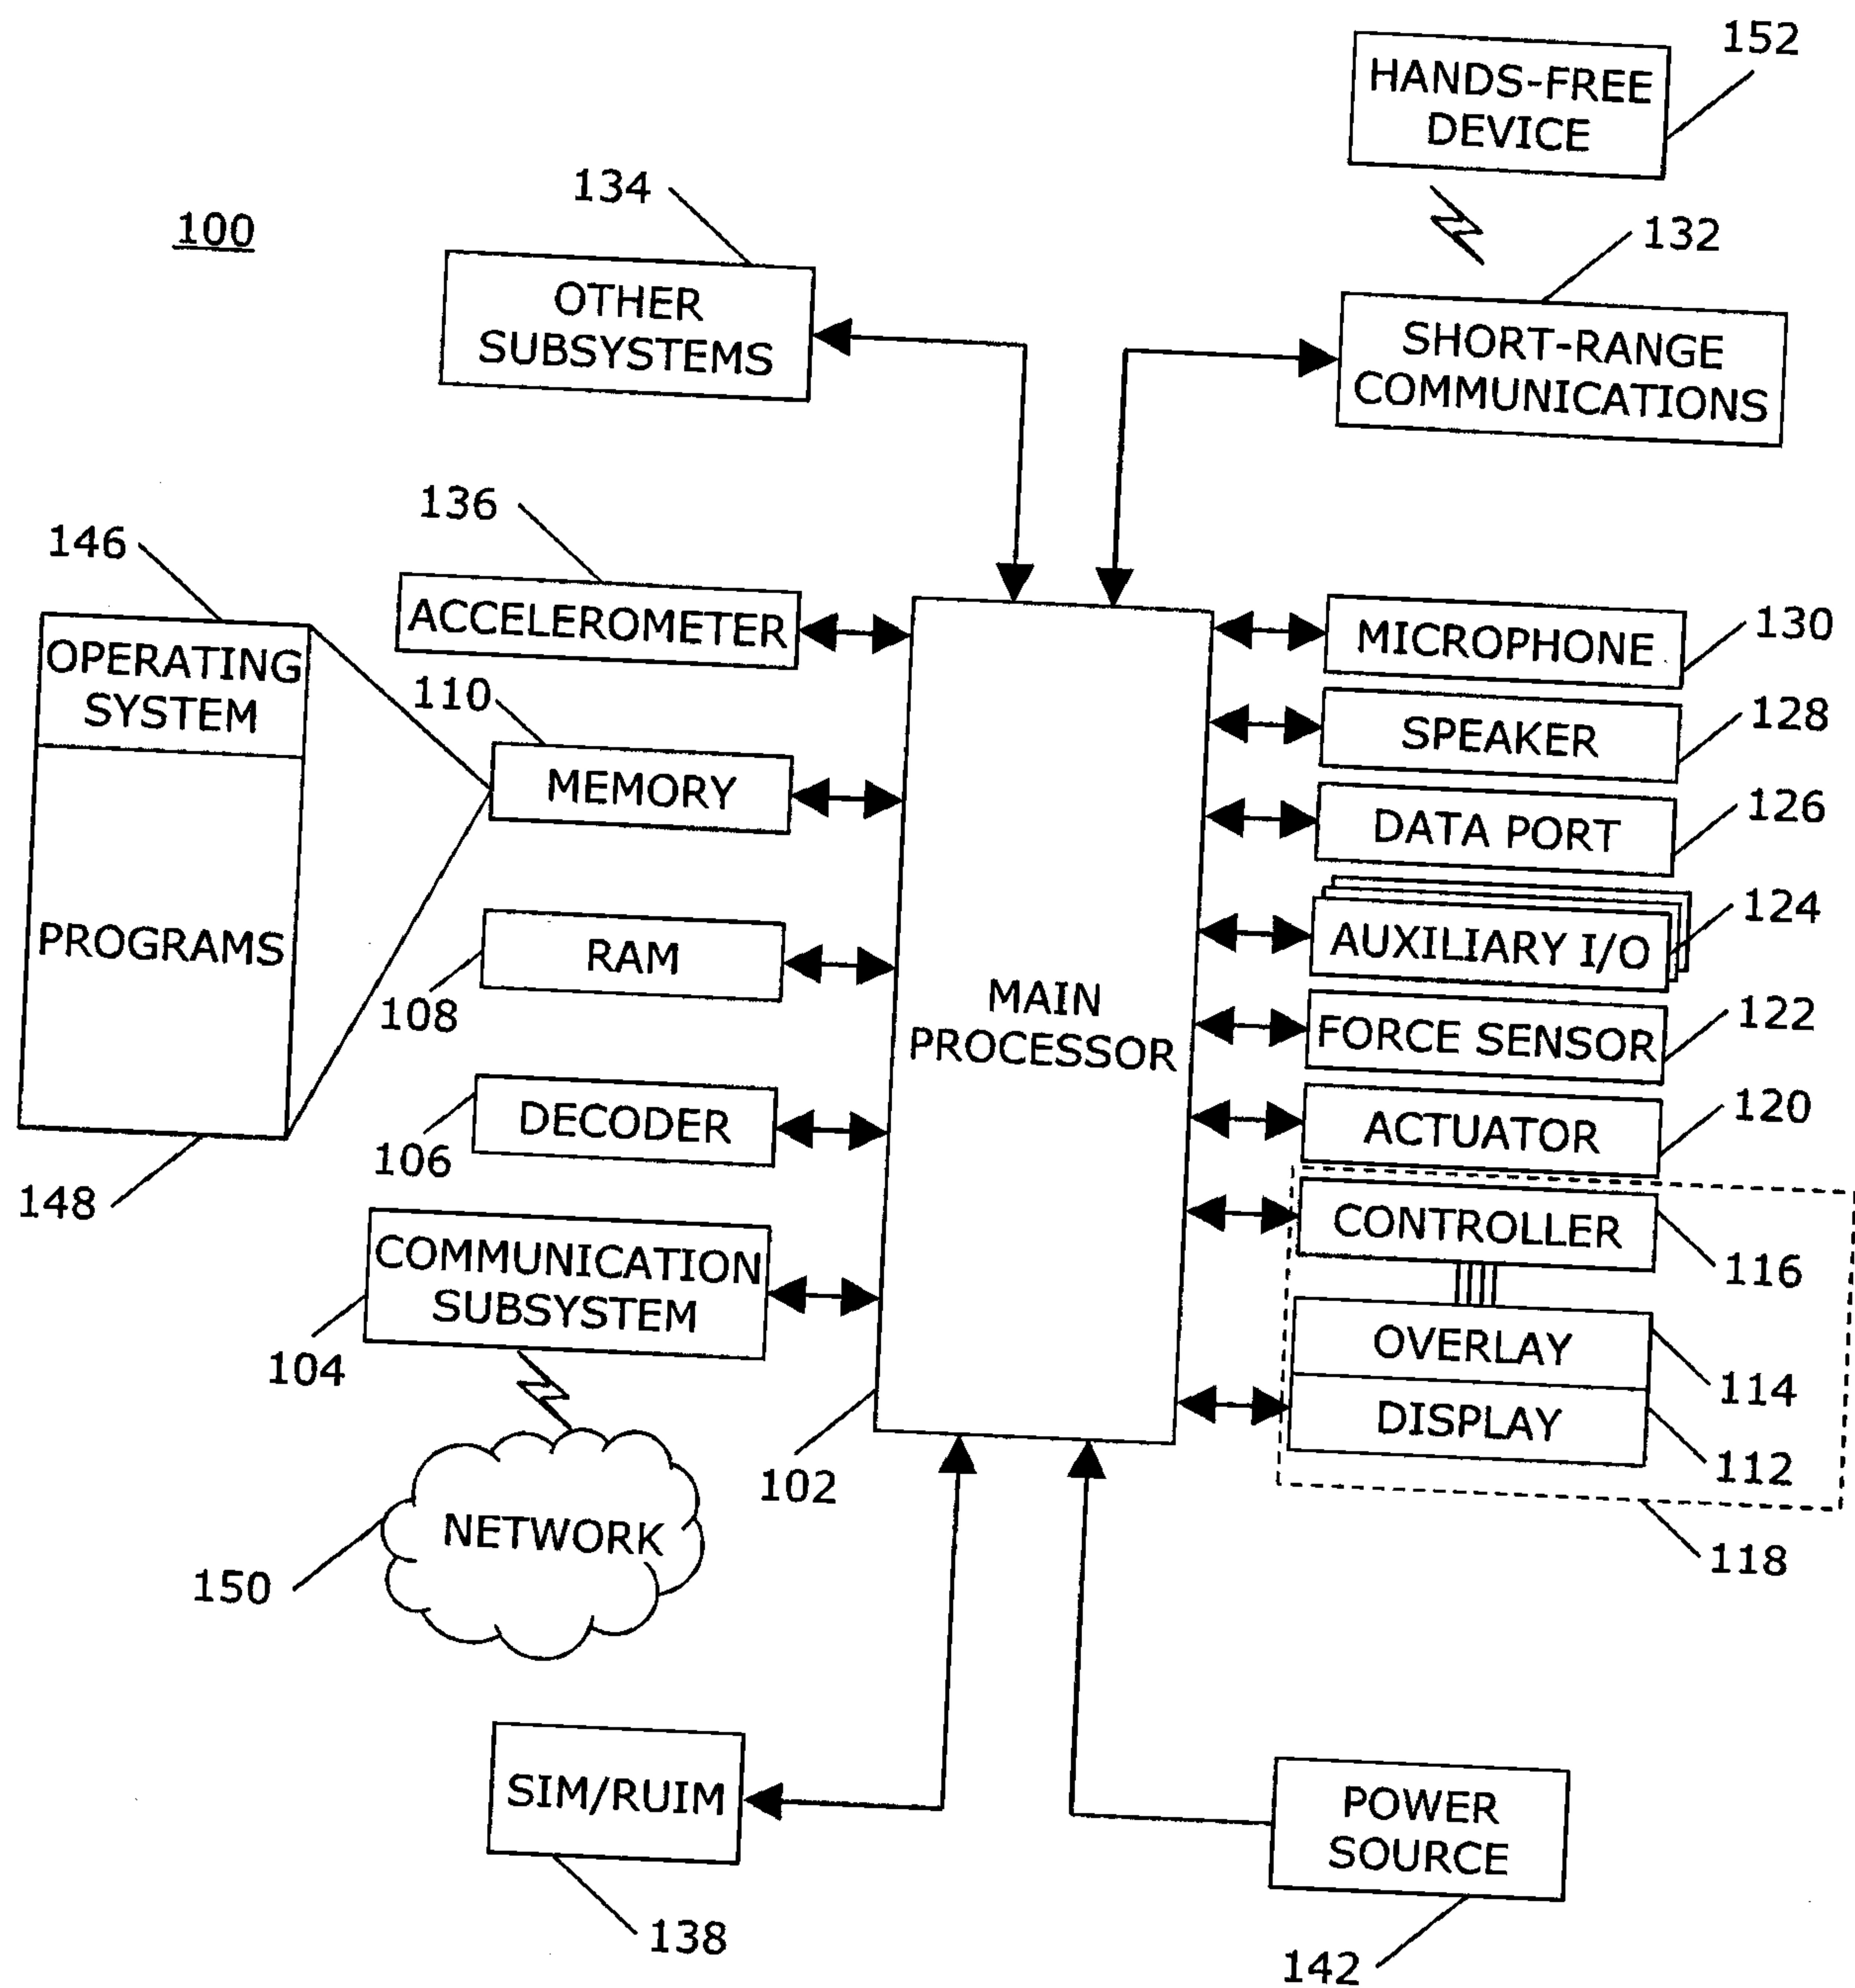 152
HANDS-FREE
DEVICE
134
100
132
OTHER
SUBSYSTEMS
SHORT-RANGE
COMMUNICATIONS
136
146
ACCELEROMETER
MICROPHONE
130
OPERATING
SYSTEM
110
SPEAKER
128
MEMORY
DATA PORT
126
PROGRAMS
RAM
108
AUXILIARY I/O
124
MAIN
PROCESSOR
FORCE SENSOR
122
DECODER
106
ACTUATOR
120
148
COMMUNICATION
SUBSYSTEM
104
CONTROLLER
116
OVERLAY
114
DISPLAY
112
102
118
NETWORK
150
SIM/RUIM
138
POWER
SOURCE
142